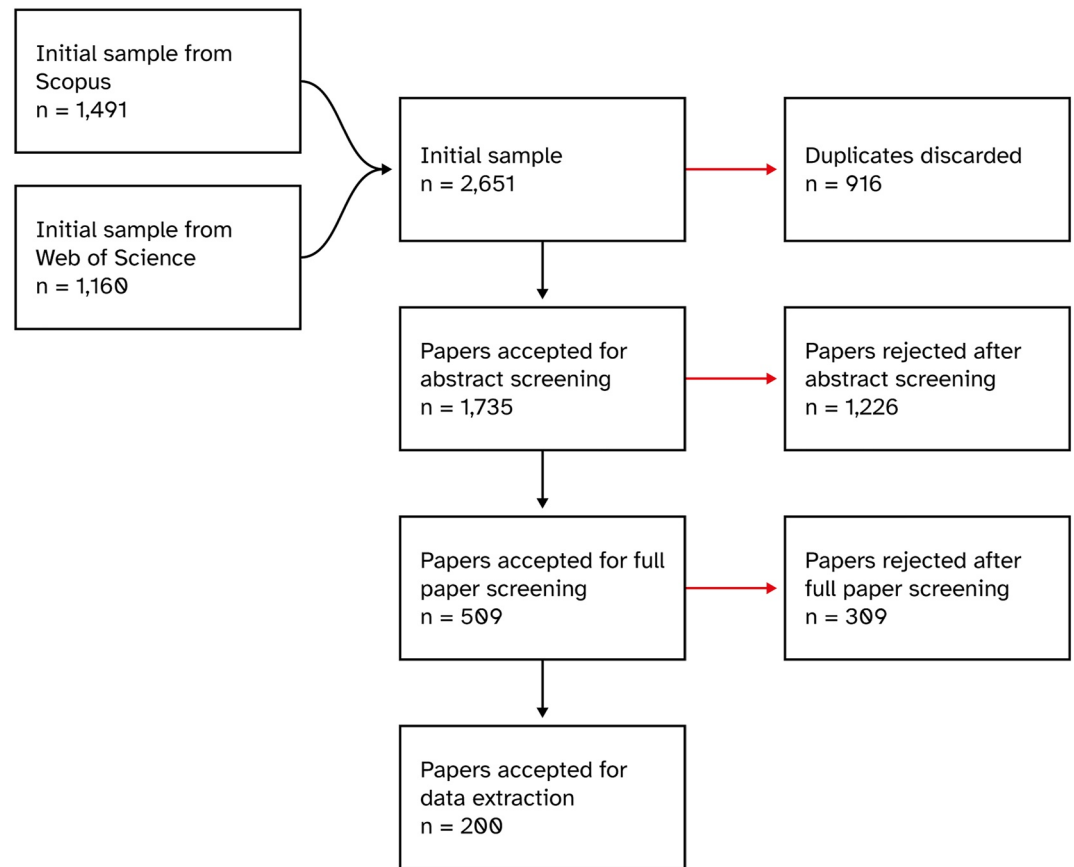 Initial sample from
Scopus
n = 1,491
Initial sample from
Web of Science
n = 1,160
Initial sample
n = 2,651
Duplicates discarded
n = 916
Papers accepted for
abstract screening
n = 1,735
Papers rejected after
abstract screening
n = 1,226
Papers accepted for full
paper screening
n = 509
Papers rejected after
full paper screening
n = 309
Papers accepted for
data extraction
n = 200